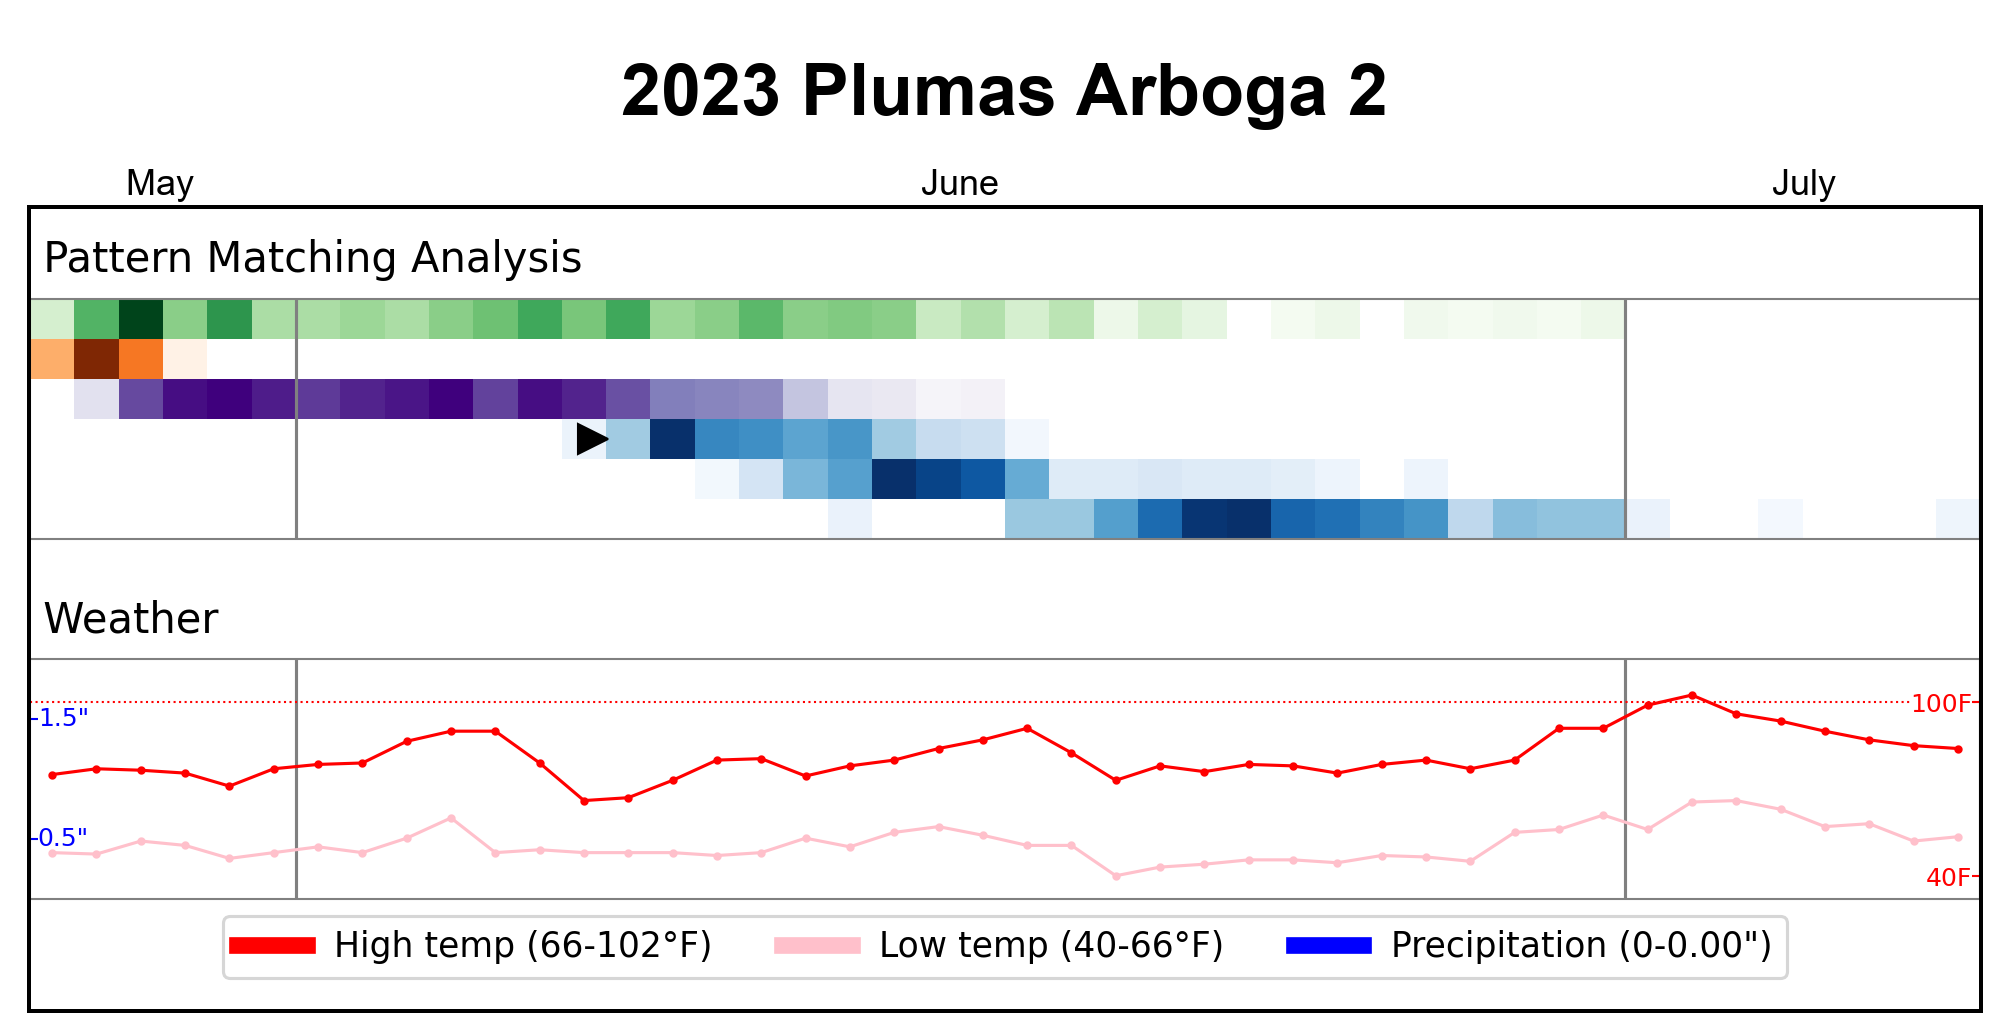 2023 Plumas Arboga 2
May June July
Pattern Matching Analysis
Weather
1.5" 100F
0.5"
40F
High temp (66-102°F) Low temp (40-66°F) Precipitation (0-0.00")